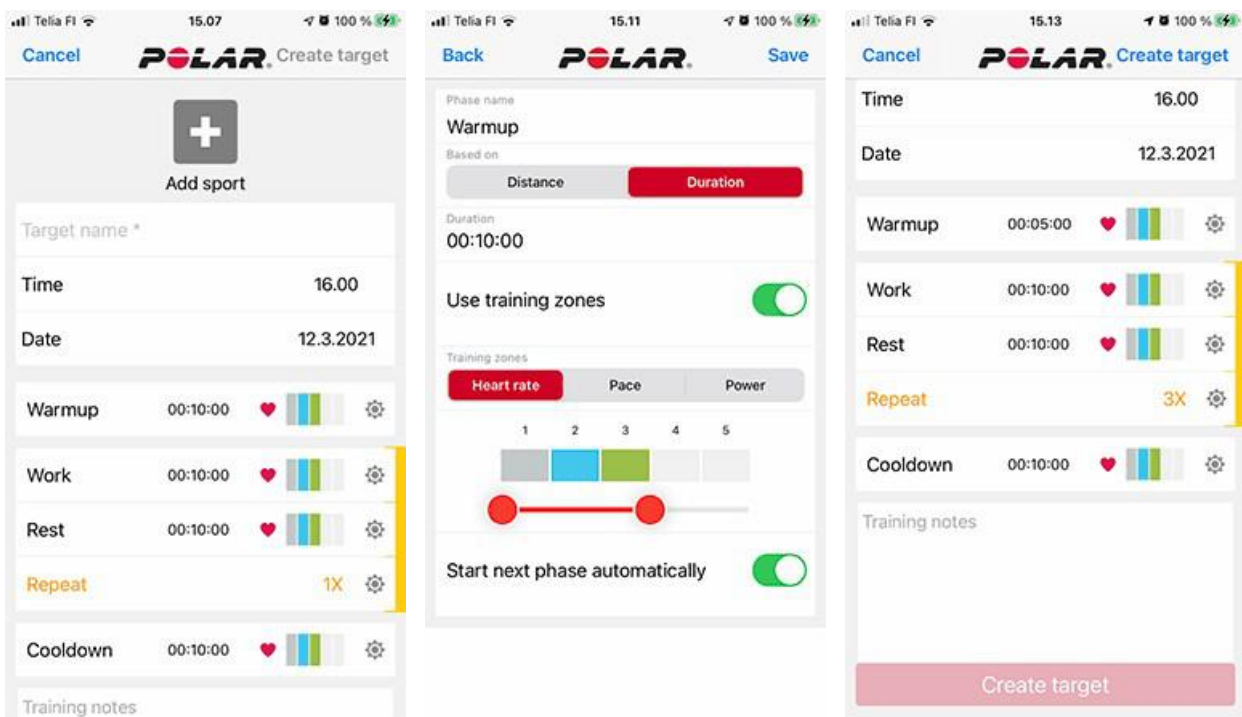 Telia FI 15.07 100 %
Cancel POLAR. Create target
Add sport
Target name *
Time 16.00
Date 12.3.2021
Warmup 00:10:00
Work 00:10:00
Rest 00:10:00
Repeat 1X
Cooldown 00:10:00
Training notes
Telia FI 15.11 100 %
Back POLAR. Save
Phase name
Warmup
Based on
Distance Duration
Duration
00:10:00
Use training zones
Training zones
Heart rate Pace Power
1 2 3 4 5
Start next phase automatically
Telia FI 15.13 100 %
Cancel POLAR. Create target
Time 16.00
Date 12.3.2021
Warmup 00:05:00
Work 00:10:00
Rest 00:10:00
Repeat 3X
Cooldown 00:10:00
Training notes
Create target